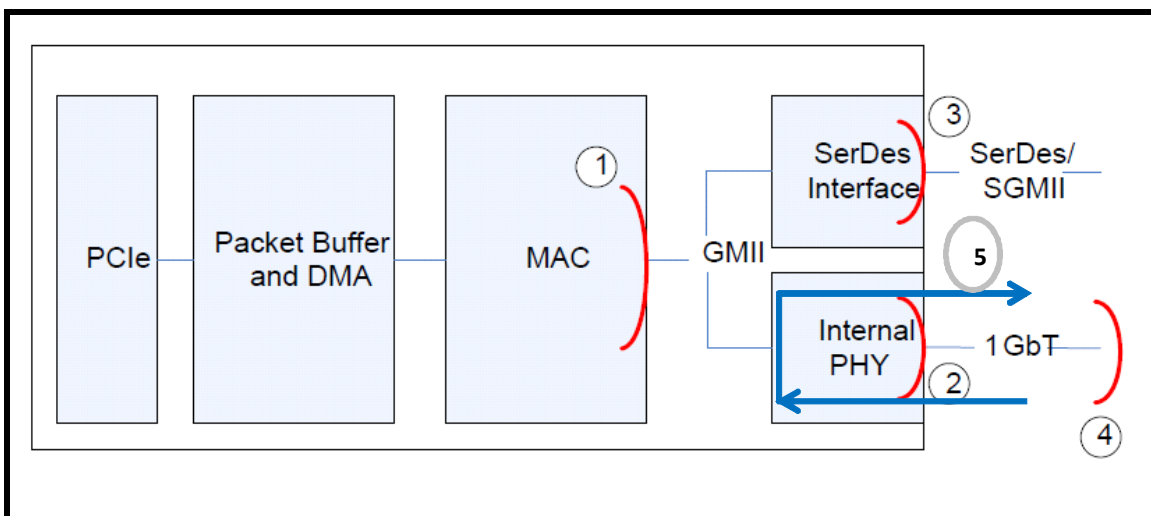 PCIe
Packet Buffer
and DMA
1
MAC
GMII
SerDes
Interface
3
SerDes/
SGMII
5
Internal
PHY
2
1GbT
4